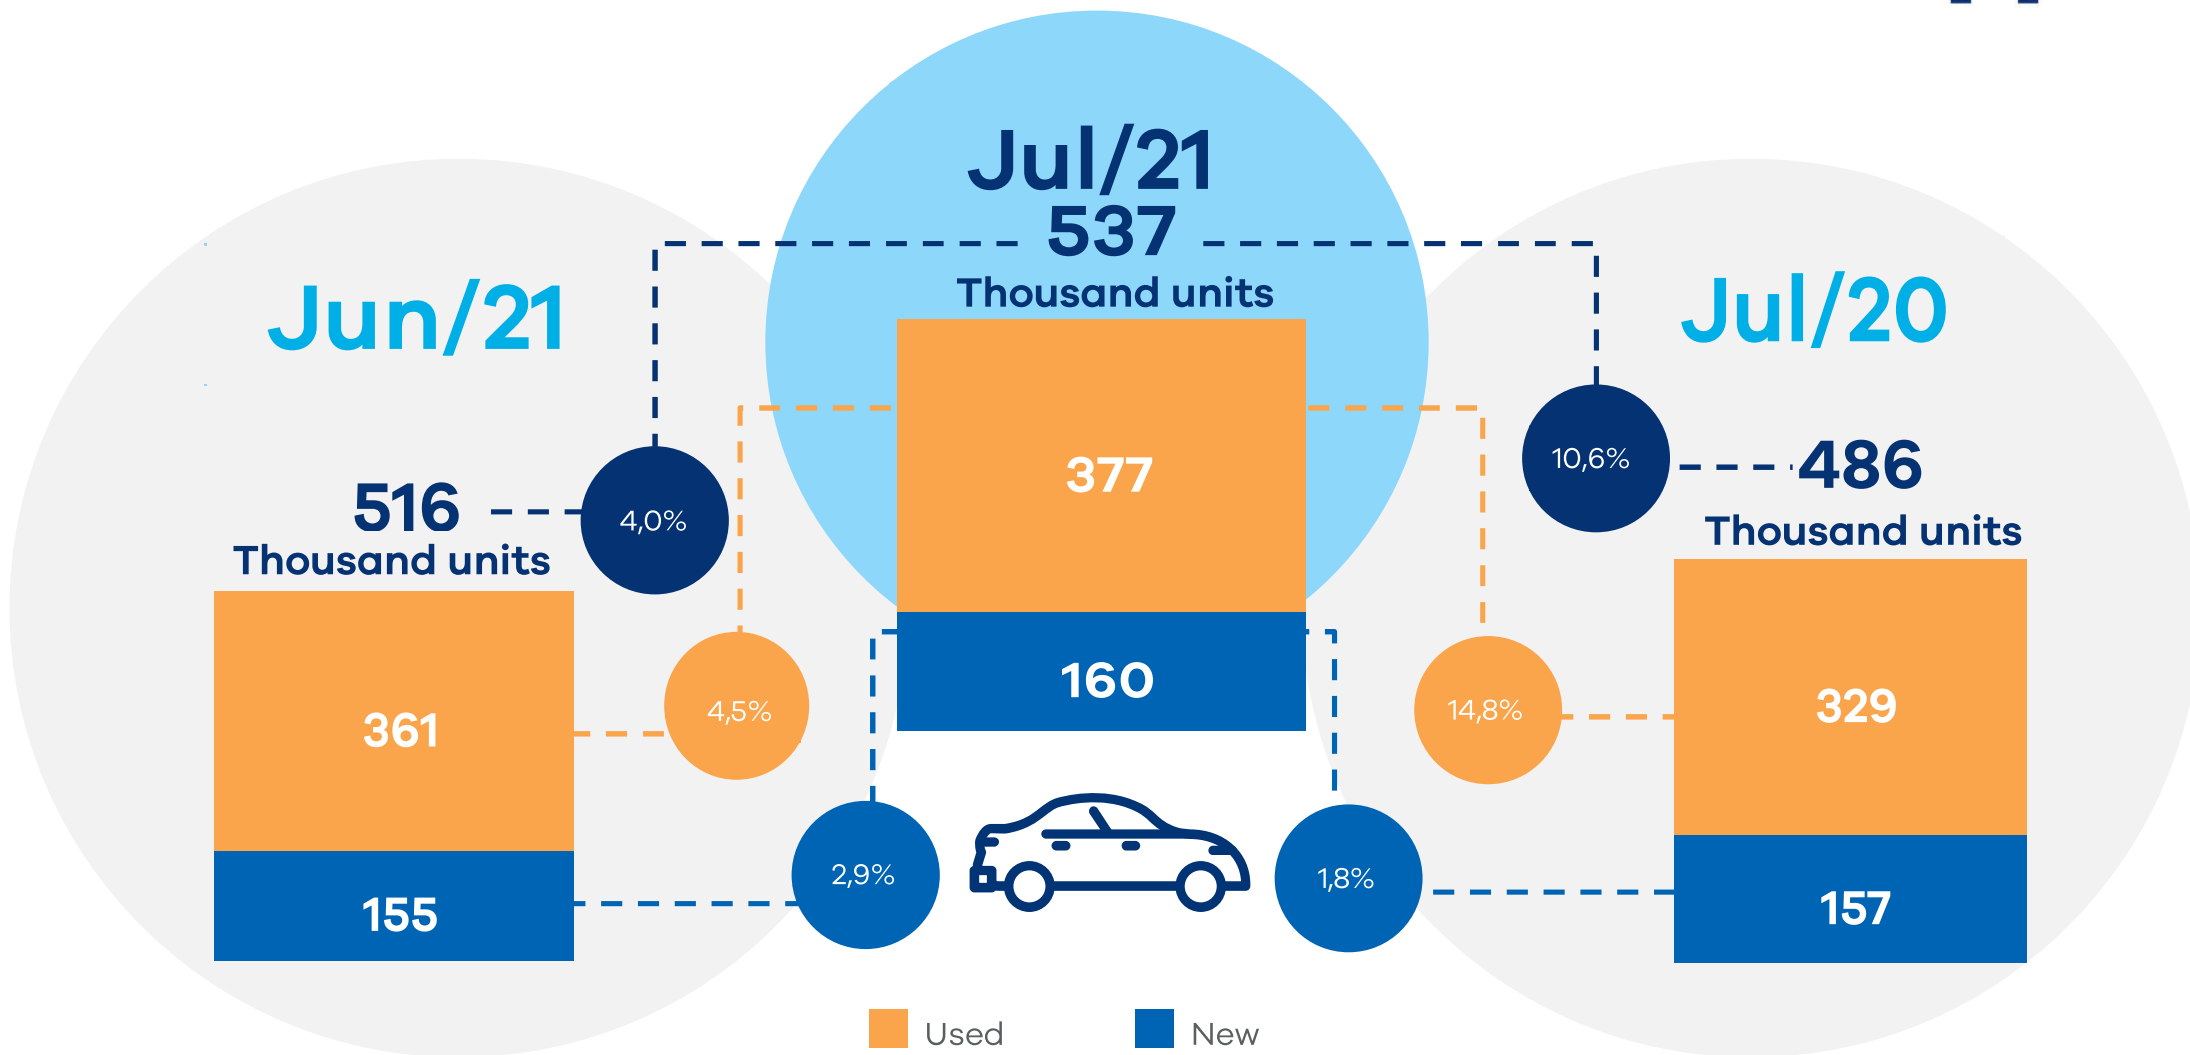 Jul/21
537
Thousand units
Jun/21
Jul/20
516
Thousand units
4,0%
10,6%
486
Thousand units
377
361
4,5%
160
14,8%
329
155
2,9%
1,8%
157
Used
New